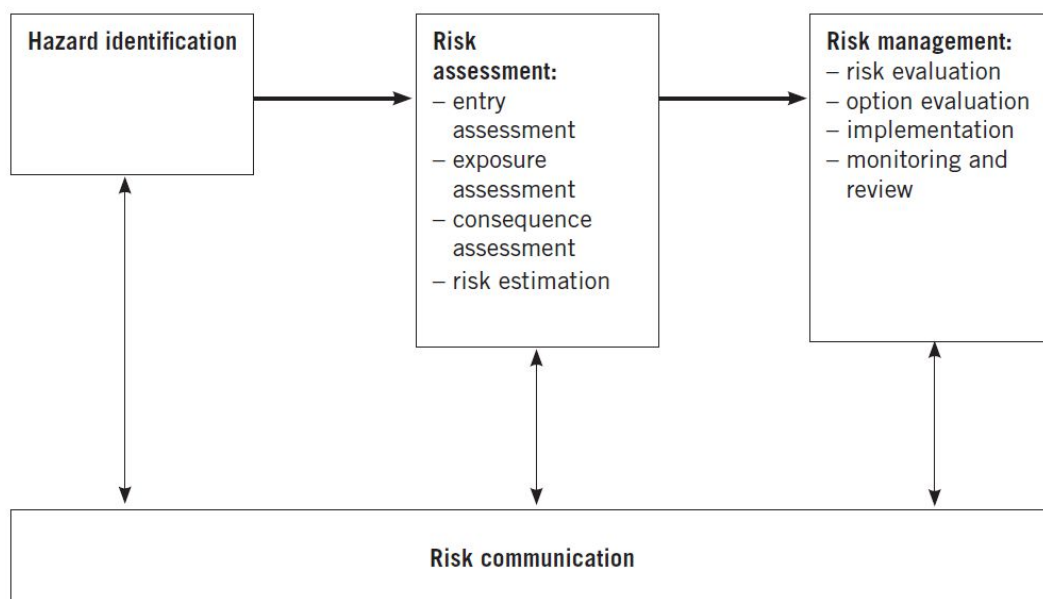 Hazard identification
Risk
assessment:
– entry
assessment
– exposure
assessment
– consequence
assessment
– risk estimation
Risk management:
– risk evaluation
– option evaluation
– implementation
– monitoring and
review
Risk communication